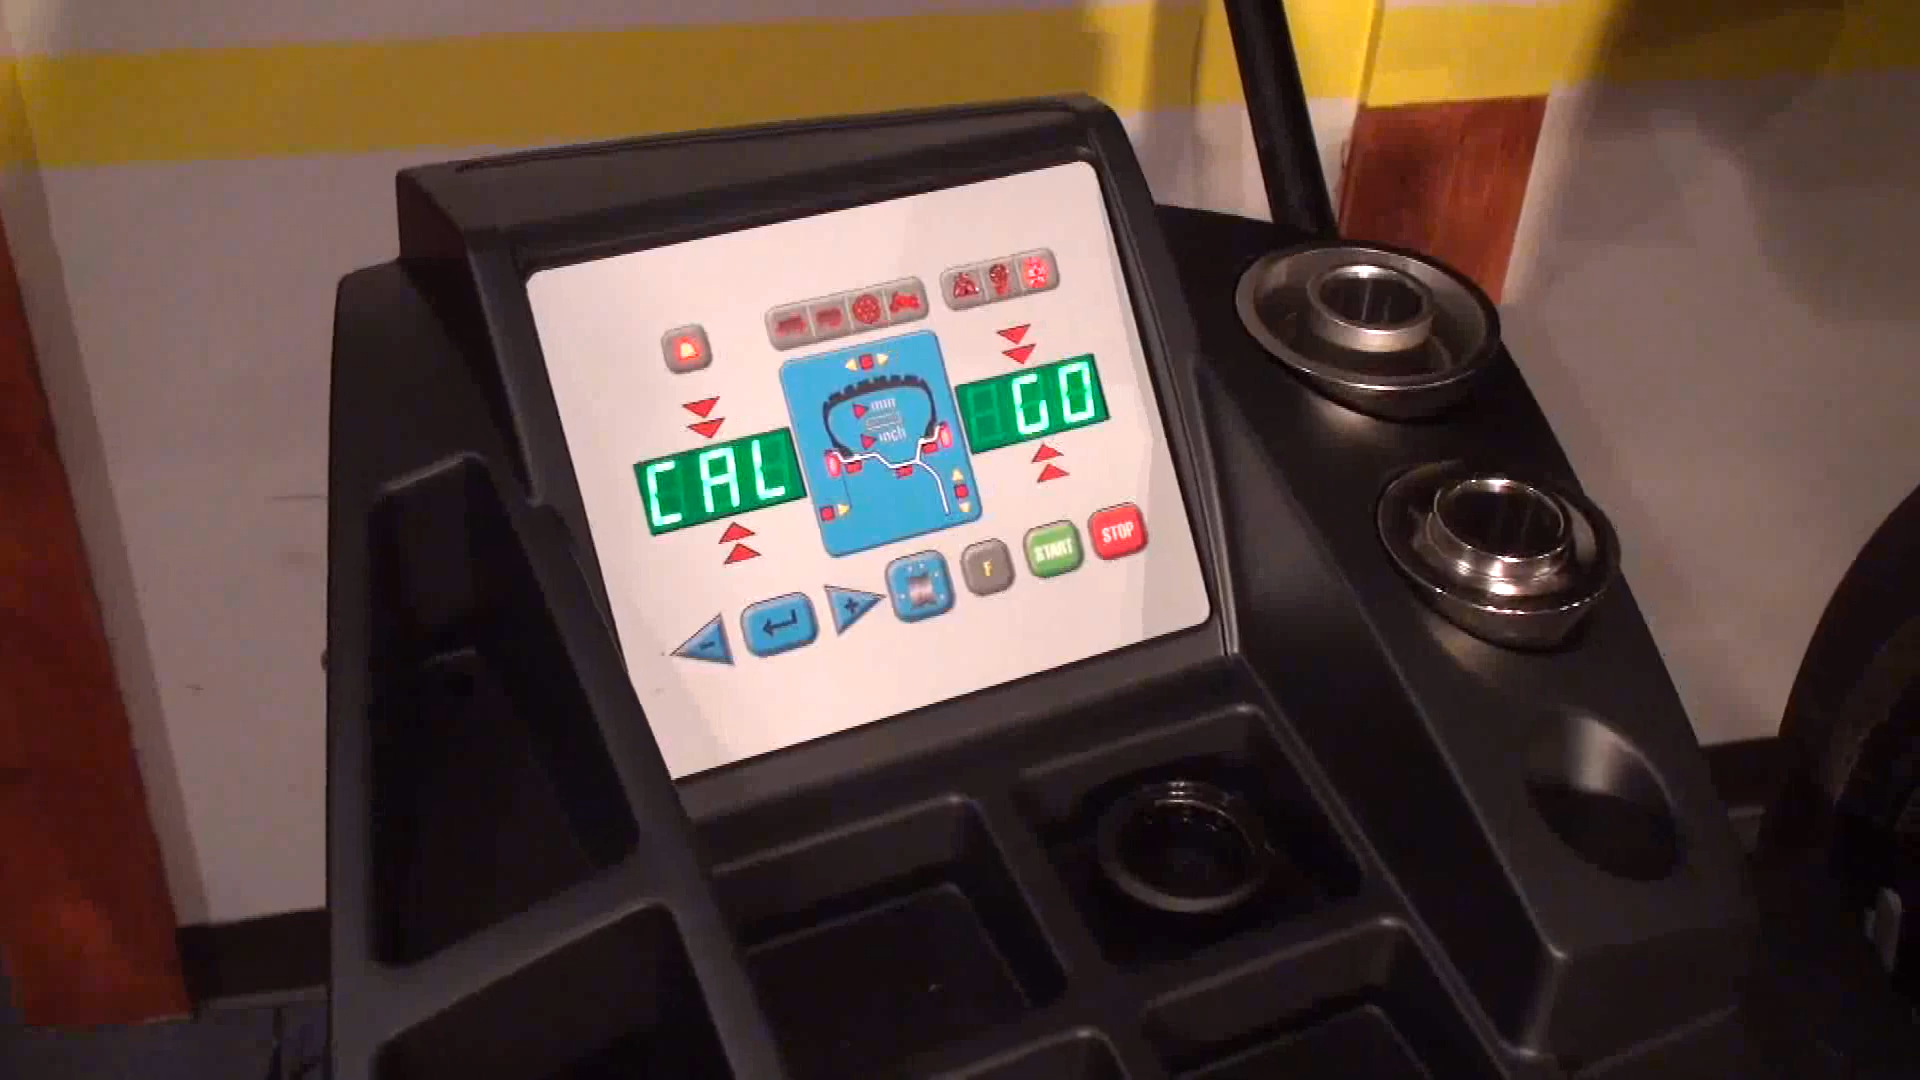 mm
inch
CAL
GO
- + F START STOP